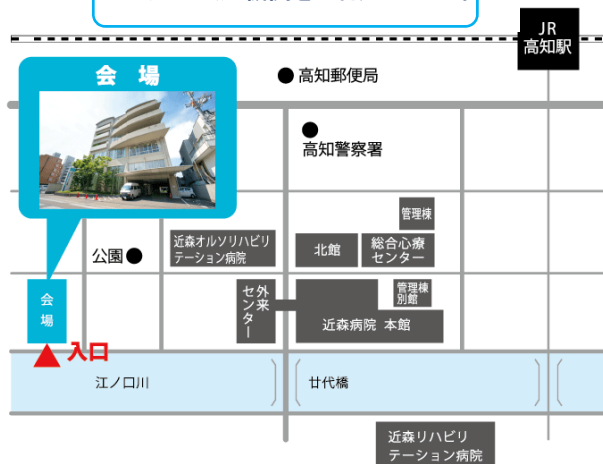 JR
高知駅
会 場
高知郵便局
高知警察署
管理棟
近森オルソリハビリ
テーション病院
北館
総合心療
センター
公園
会
場
外来
センター
管理棟
別館
近森病院 本館
入口
江ノ口川
廿代橋
近森リハビリ
テーション病院